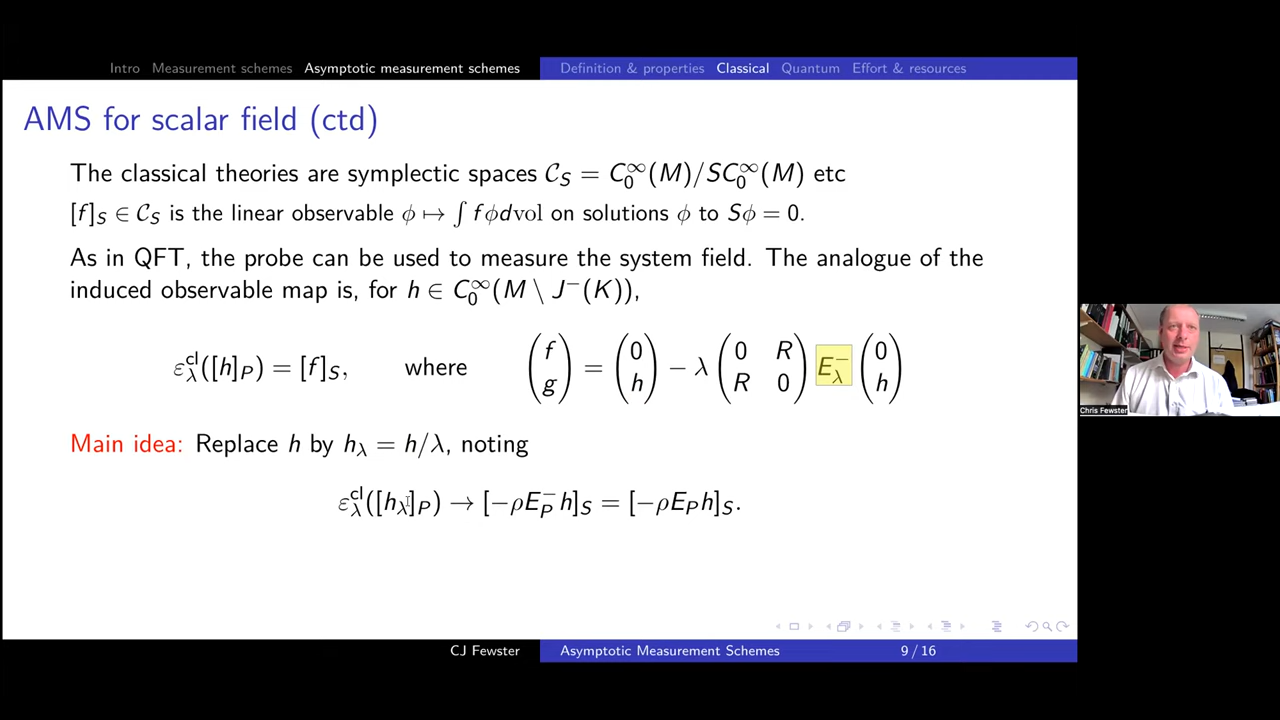 Intro Measurement schemes Asymptotic measurement schemes Definition & properties Classical Quantum Effort & resources
AMS for scalar field (ctd)
The classical theories are symplectic spaces 𝒞_S = C_0^∞(M)/SC_0^∞(M) etc
[f]_S ∈ 𝒞_S is the linear observable ϕ ↦ ∫ fϕdvol on solutions ϕ to Sϕ = 0.
As in QFT, the probe can be used to measure the system field. The analogue of the
induced observable map is, for h ∈ C_0^∞(M \ J^−(K)),
ε_λ^cl([h]_P) = [f]_S, where (f g) = (0 h) − λ (0 R R 0) E_λ^− (0 h)
Main idea: Replace h by h_λ = h/λ, noting
ε_λ^cl([h_λ]_P) → [−ρE_P^− h]_S = [−ρE_P h]_S.
Chris Fewster
CJ Fewster Asymptotic Measurement Schemes 9 / 16